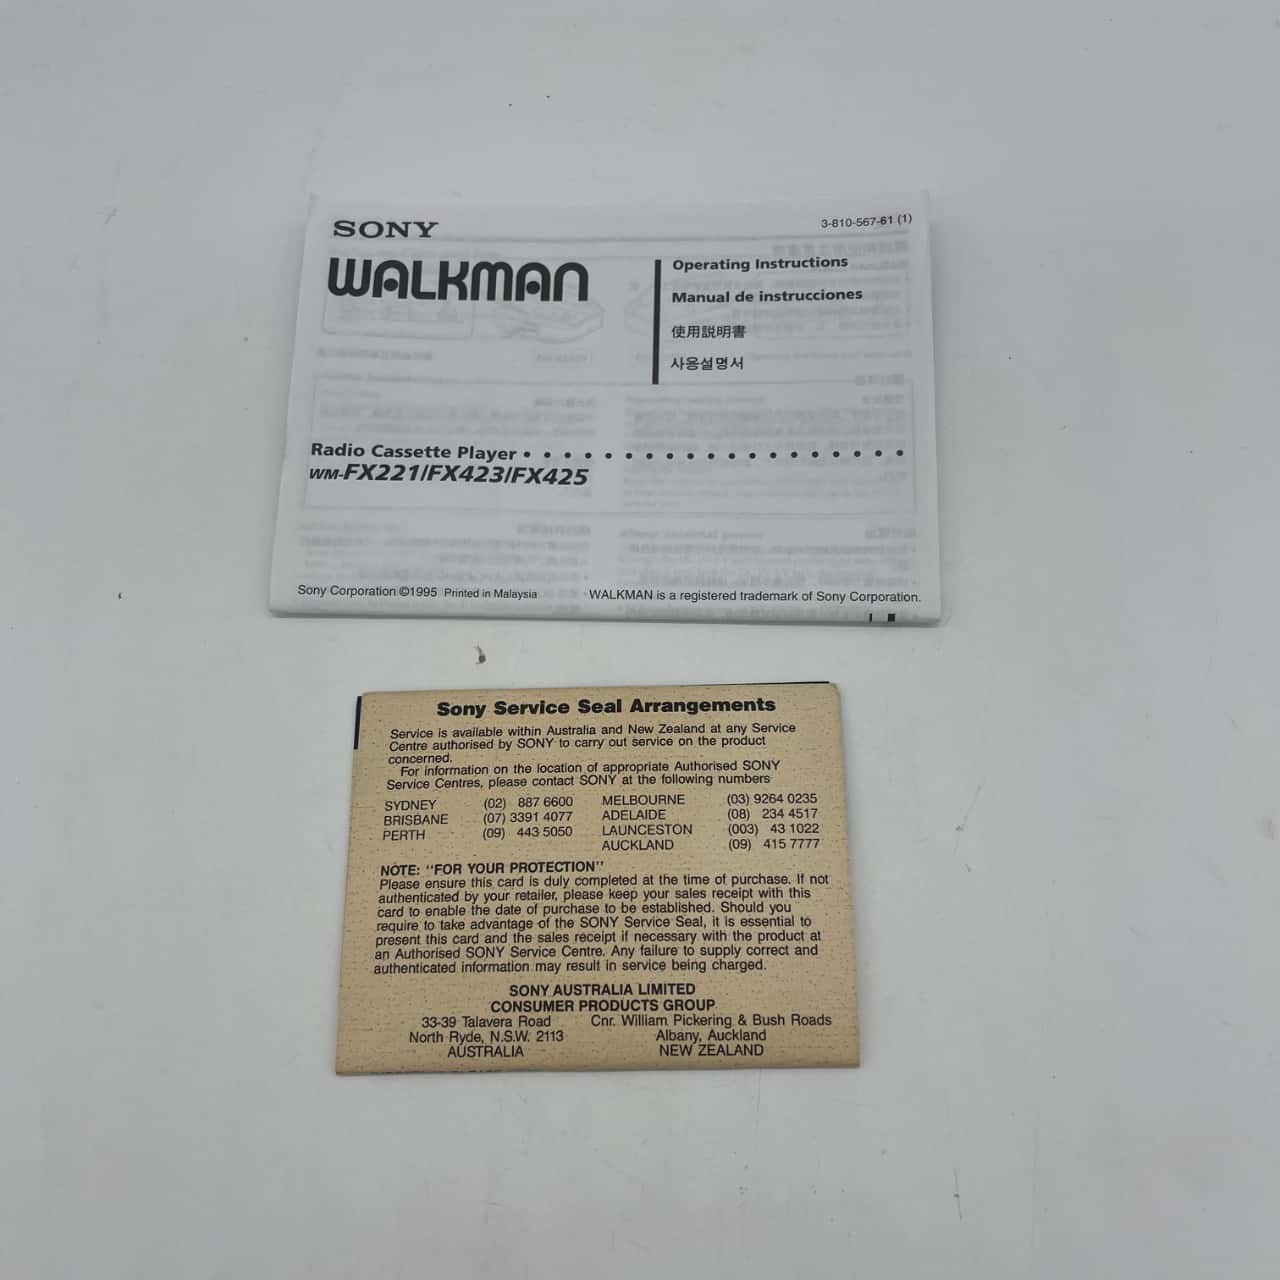 SONY
3-810-567-61 (1)
WALKMAN
Operating Instructions
Manual de instrucciones
使用説明書
사용설명서
Radio Cassette Player
WM-FX221/FX423/FX425
Sony Corporation ©1995 Printed in Malaysia
WALKMAN is a registered trademark of Sony Corporation.
Sony Service Seal Arrangements
Service is available within Australia and New Zealand at any Service
Centre authorised by SONY to carry out service on the product
concerned.
For information on the location of appropriate Authorised SONY
Service Centres, please contact SONY at the following numbers
SYDNEY (02) 887 6600 MELBOURNE (03) 9264 0235
BRISBANE (07) 3391 4077 ADELAIDE (08) 234 4517
PERTH (09) 443 5050 LAUNCESTON (003) 43 1022
AUCKLAND (09) 415 7777
NOTE: "FOR YOUR PROTECTION"
Please ensure this card is duly completed at the time of purchase. If not
authenticated by your retailer, please keep your sales receipt with this
card to enable the date of purchase to be established. Should you
require to take advantage of the SONY Service Seal, it is essential to
present this card and the sales receipt if necessary with the product at
an Authorised SONY Service Centre. Any failure to supply correct and
authenticated information may result in service being charged.
SONY AUSTRALIA LIMITED
CONSUMER PRODUCTS GROUP
33-39 Talavera Road Cnr. William Pickering & Bush Roads
North Ryde, N.S.W. 2113 Albany, Auckland
AUSTRALIA NEW ZEALAND